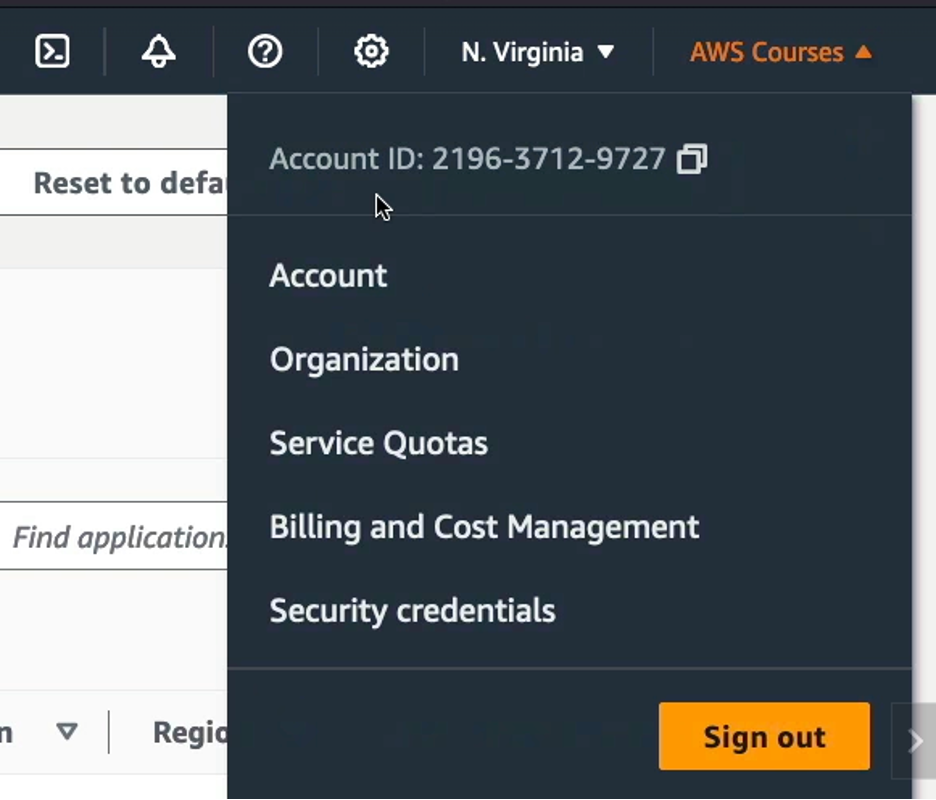 N. Virginia ▼
AWS Courses ▲
Account ID: 2196-3712-9727
Reset to defa
Account
Organization
Service Quotas
Find application
Billing and Cost Management
Security credentials
n
Regio
Sign out